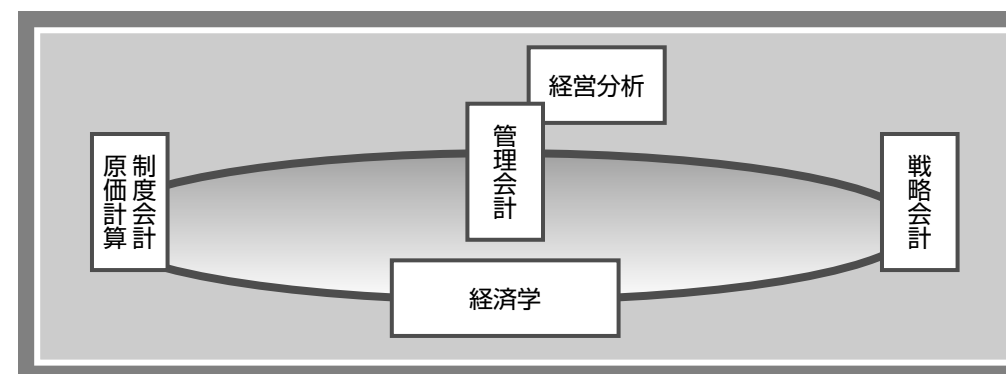 経営分析
管理会計
制度会計
原価計算
戦略会計
経済学